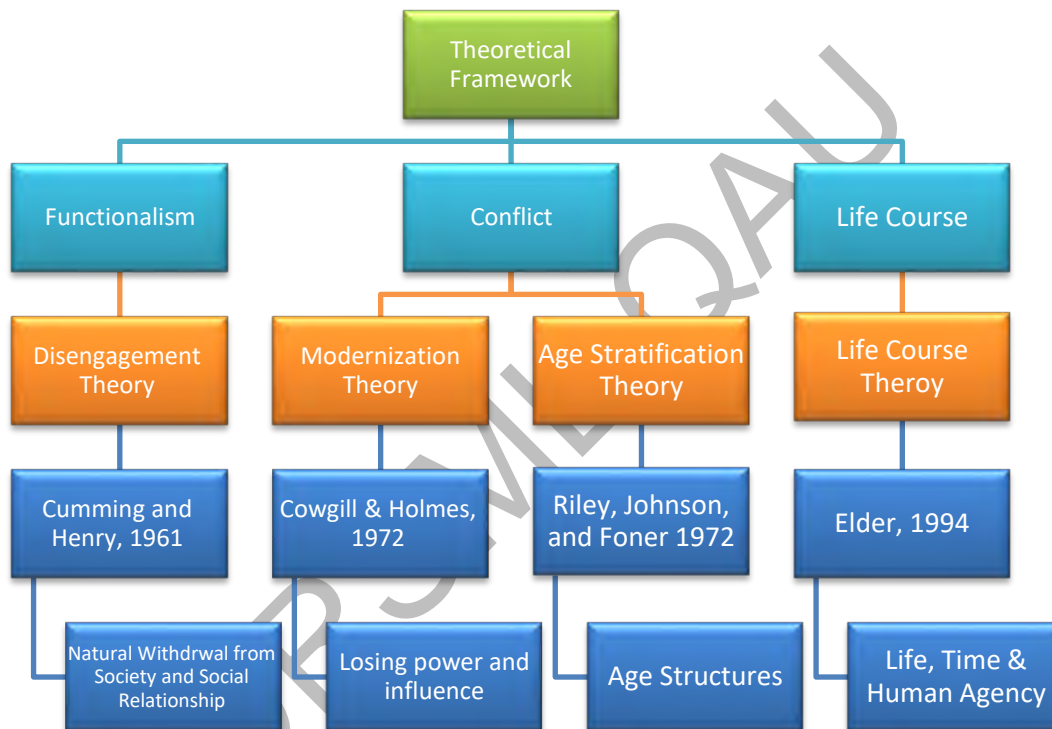 Theoretical
Framework
Functionalism
Conflict
Life Course
Disengagement
Theory
Modernization
Theory
Age Stratification
Theory
Life Course
Theroy
Cumming and
Henry, 1961
Cowgill & Holmes,
1972
Riley, Johnson,
and Foner 1972
Elder, 1994
Natural Withdrwal from
Society and Social
Relationship
Losing power and
influence
Age Structures
Life, Time &
Human Agency